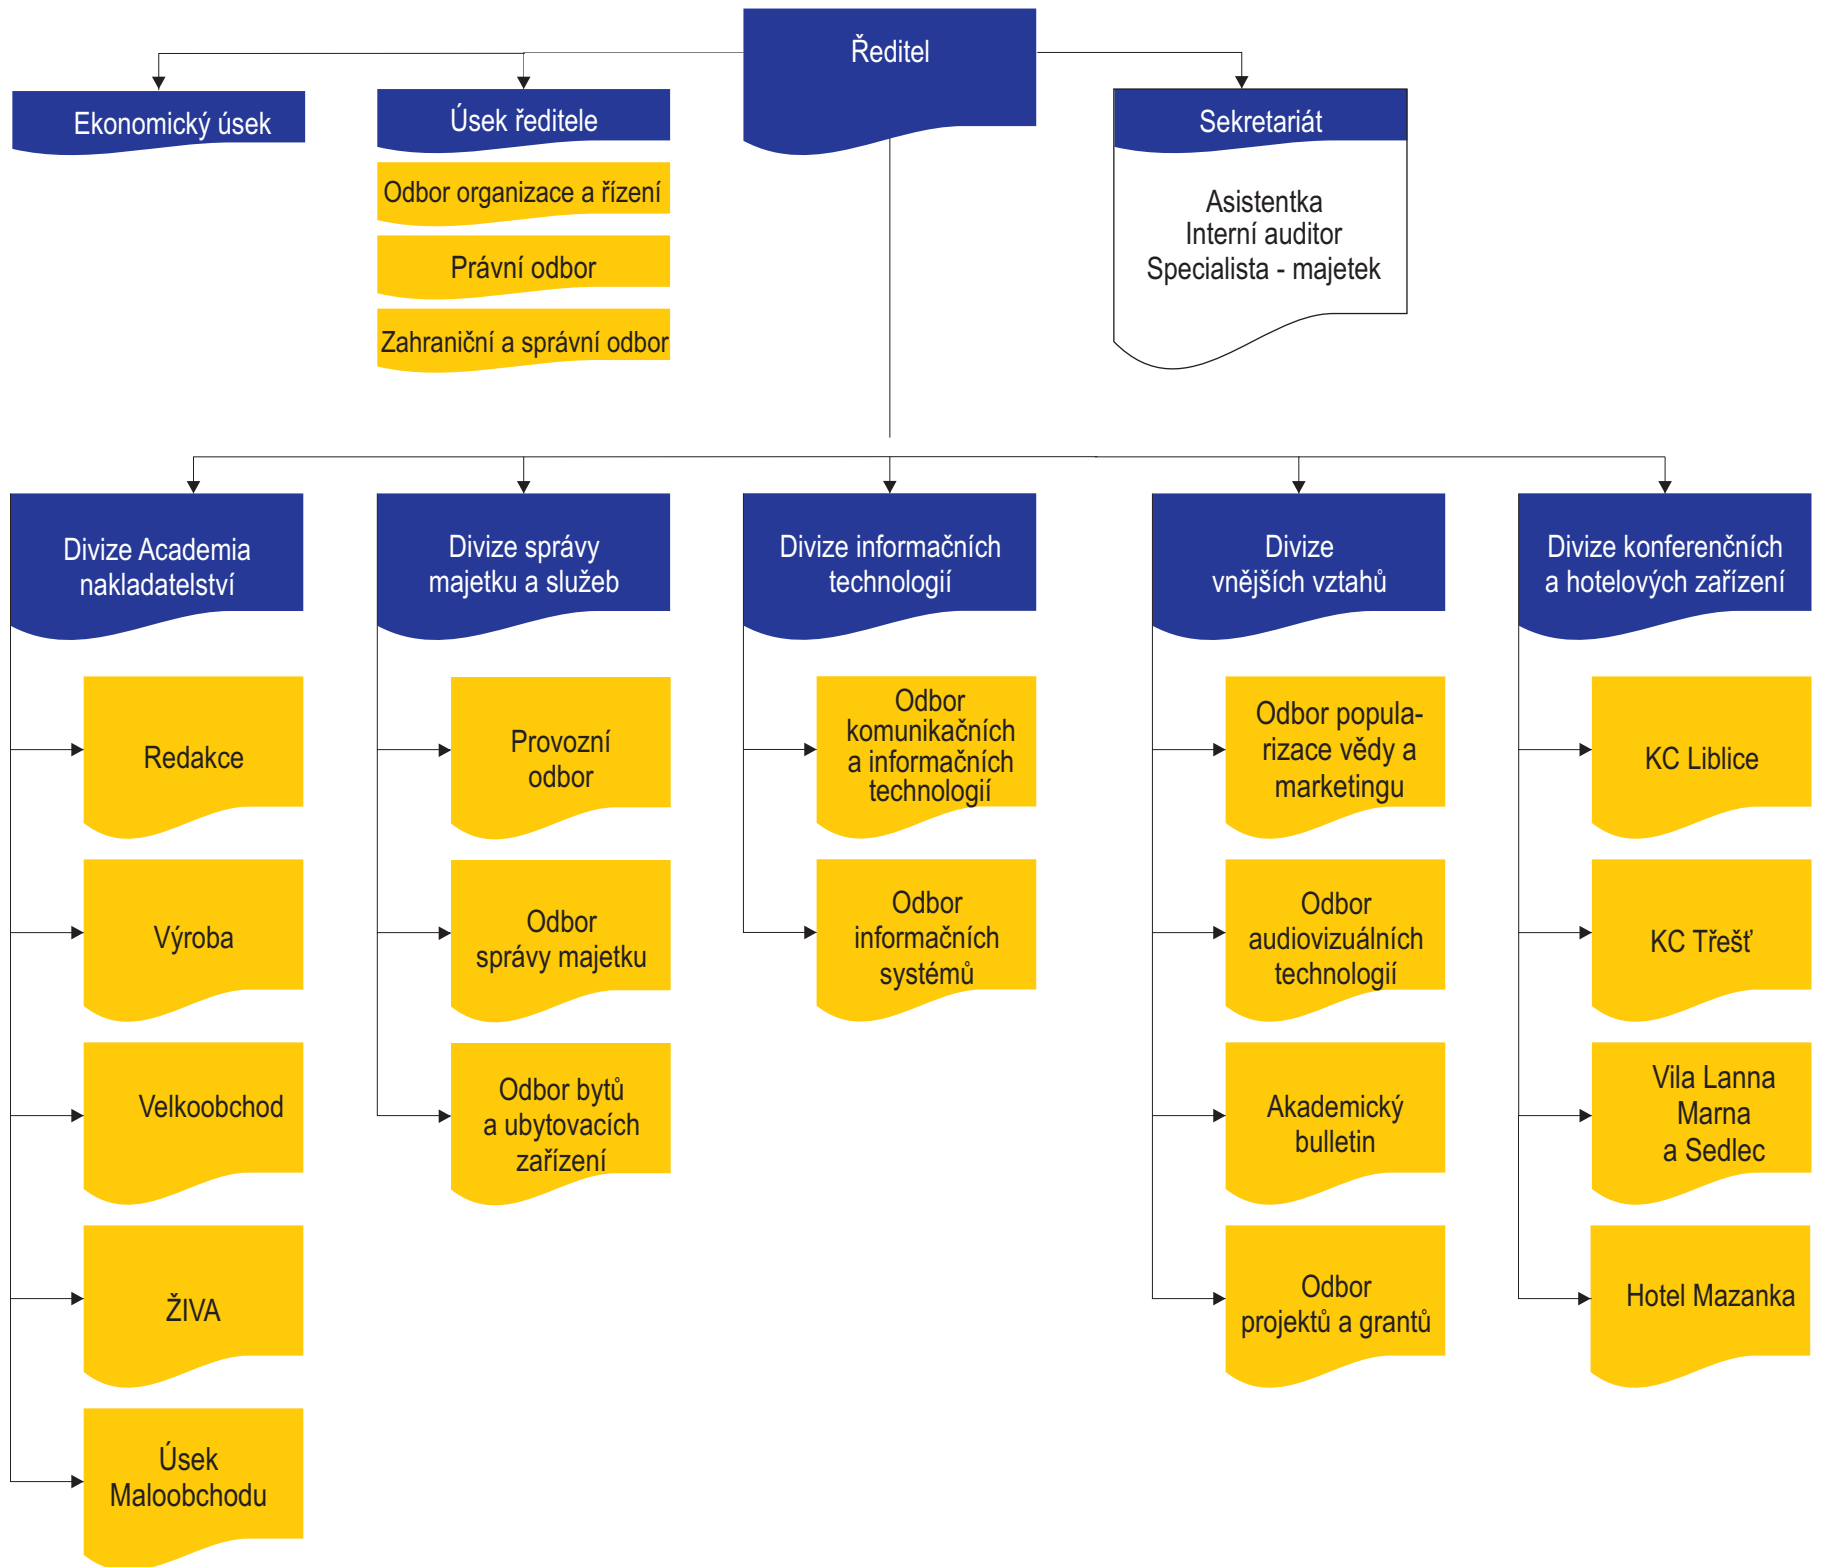 Ředitel
Ekonomický úsek
Úsek ředitele
Odbor organizace a řízení
Právní odbor
Zahraniční a správní odbor
Sekretariát
Asistentka
Interní auditor
Specialista - majetek
Divize Academia
nakladatelství
Redakce
Výroba
Velkoobchod
ŽIVA
Úsek
Maloobchodu
Divize správy
majetku a služeb
Provozní
odbor
Odbor
správy majetku
Odbor bytů
a ubytovacích
zařízení
Divize informačních
technologií
Odbor
komunikačních
a informačních
technologií
Odbor
informačních
systémů
Divize
vnějších vztahů
Odbor popula-
rizace vědy a
marketingu
Odbor
audiovizuálních
technologií
Akademický
bulletin
Odbor
projektů a grantů
Divize konferenčních
a hotelových zařízení
KC Liblice
KC Třešť
Vila Lanna
Marna
a Sedlec
Hotel Mazanka